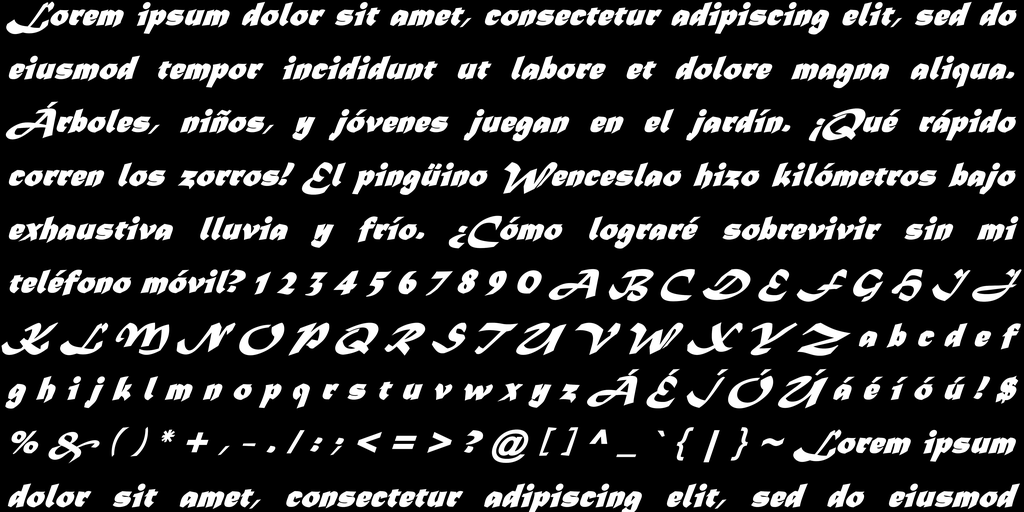 Lorem ipsum dolor sit amet, consectetur adipiscing elit, sed do
eiusmod tempor incididunt ut labore et dolore magna aliqua.
Árboles, niños, y jóvenes juegan en el jardín. ¡Qué rápido
corren los zorros! El pingüino Wenceslao hizo kilómetros bajo
exhaustiva lluvia y frío. ¿Cómo lograré sobrevivir sin mi
teléfono móvil? 1 2 3 4 5 6 7 8 9 0 A B C D E F G H I J
K L M N O P Q R S T U V W X Y Z a b c d e f
g h i j k l m n o p q r s t u v w x y z Á É Í Ó Ú á é í ó ú ! $
% & ( ) * + , - . / : ; < = > ? @ [ ] ^ _ ` { | } ~ Lorem ipsum
dolor sit amet, consectetur adipiscing elit, sed do eiusmod